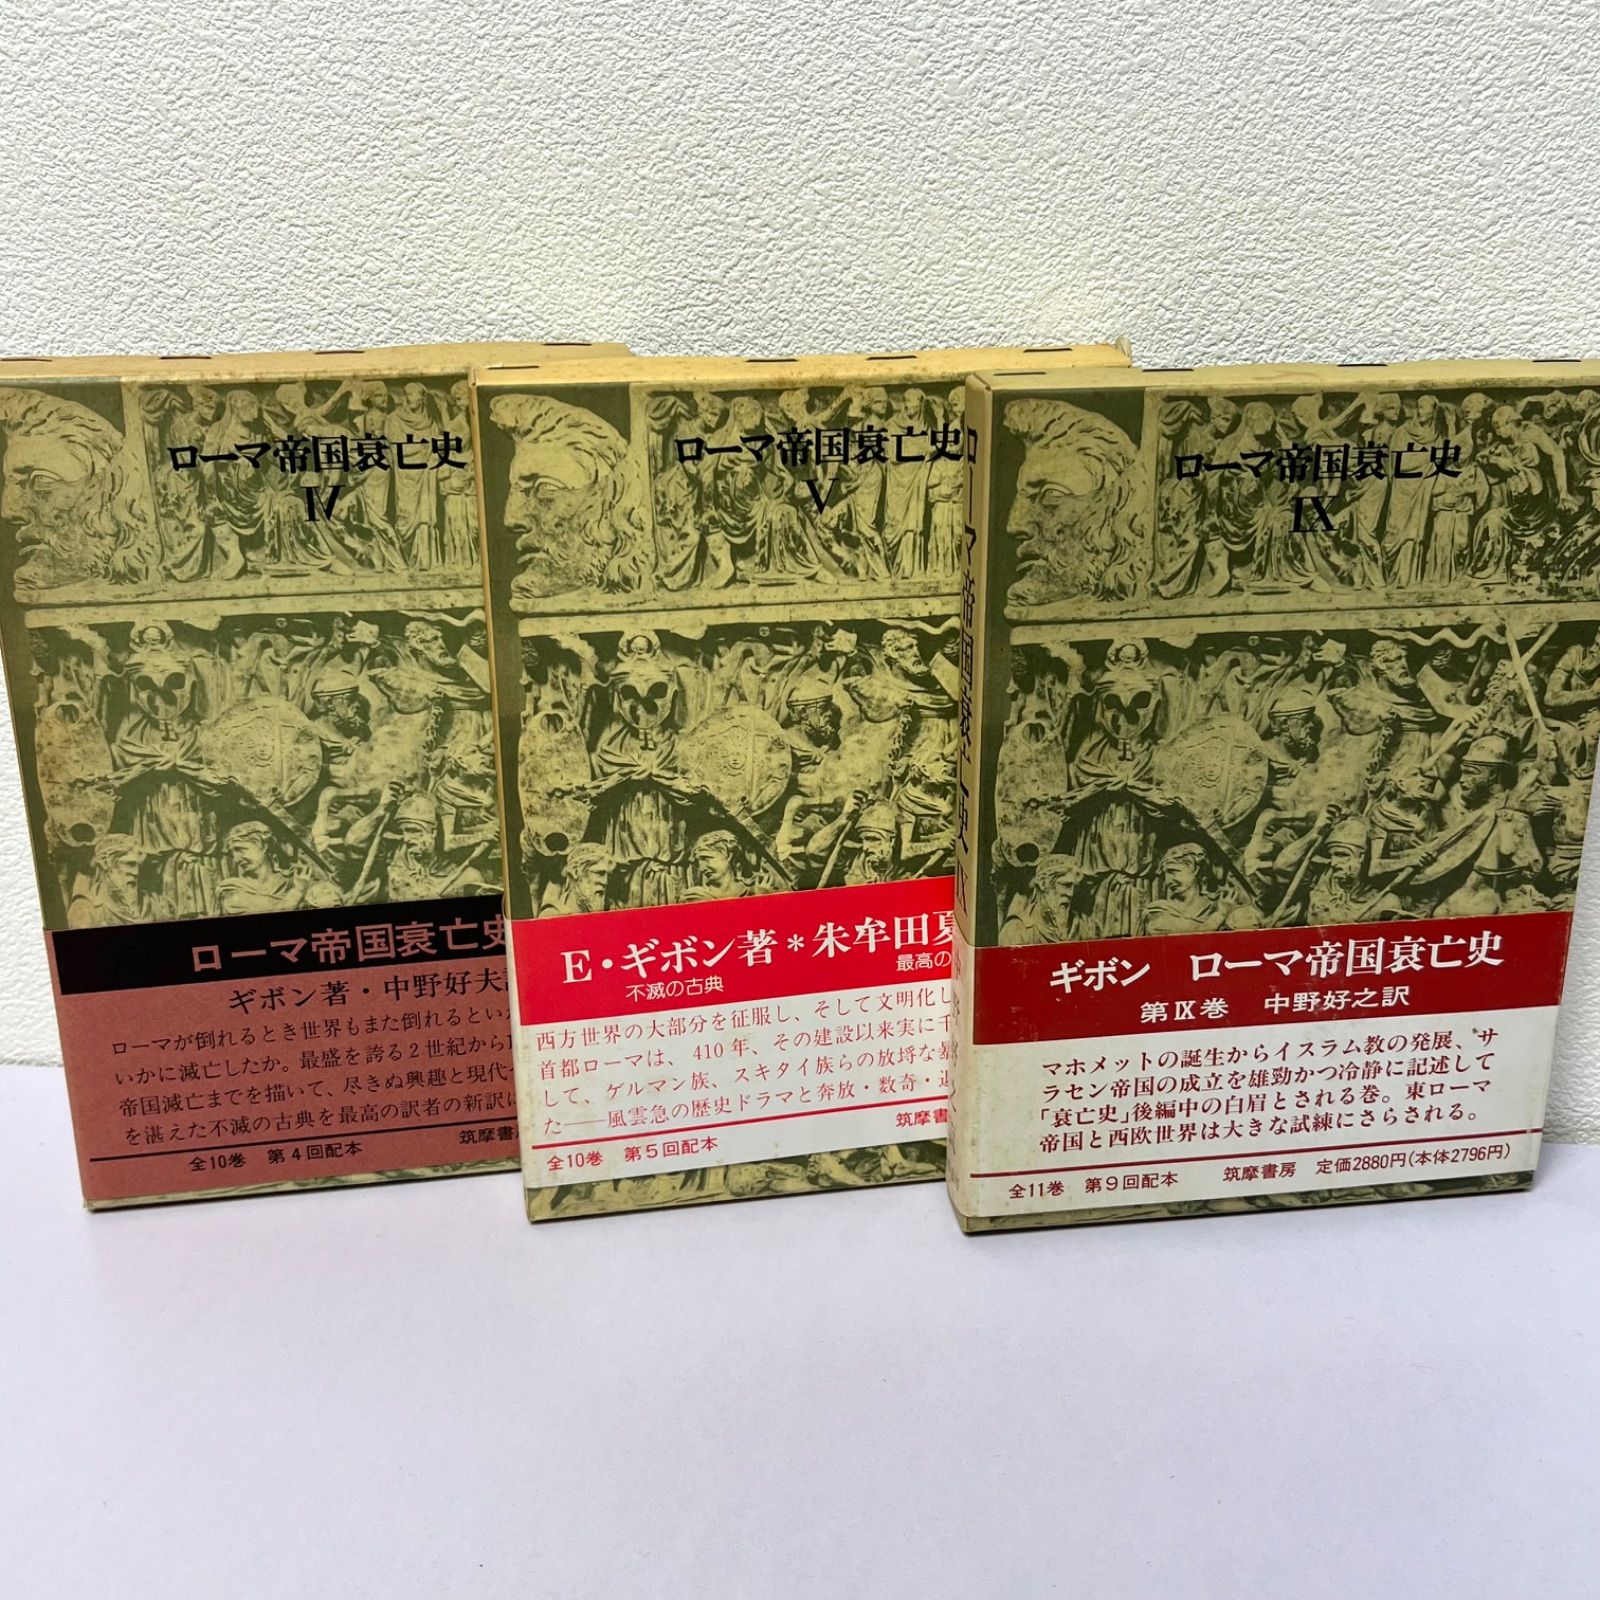 ローマ帝国衰亡史
IV
ローマ帝国衰亡史
ギボン著・中野好夫
ローマが倒れるとき世界もまた倒れるとい
いかに滅亡したか。最盛を誇る2世紀から
帝国滅亡までを描いて、尽きぬ興趣と現代
を湛えた不滅の古典を最高の訳者の新訳に
全10巻 第4回配本 筑摩書房
ローマ帝国衰亡史
V
E・ギボン著*朱牟田夏
最高の
不滅の古典
西方世界の大部分を征服し、そして文明化し
首都ローマは、410年、その建設以来実に千
して、ゲルマン族、スキタイ族らの放埓な暴
た──風雲急の歴史ドラマと奔放・数奇・退
全10巻 第5回配本 筑摩書
ローマ帝国衰亡史 IX
ローマ帝国衰亡史
IX
ギボン ローマ帝国衰亡史
第IX巻 中野好之訳
マホメットの誕生からイスラム教の発展、サ
ラセン帝国の成立を雄勁かつ冷静に記述して
「衰亡史」後編中の白眉とされる巻。東ローマ
帝国と西欧世界は大きな試練にさらされる。
全11巻 第9回配本 筑摩書房 定価2880円(本体2796円)